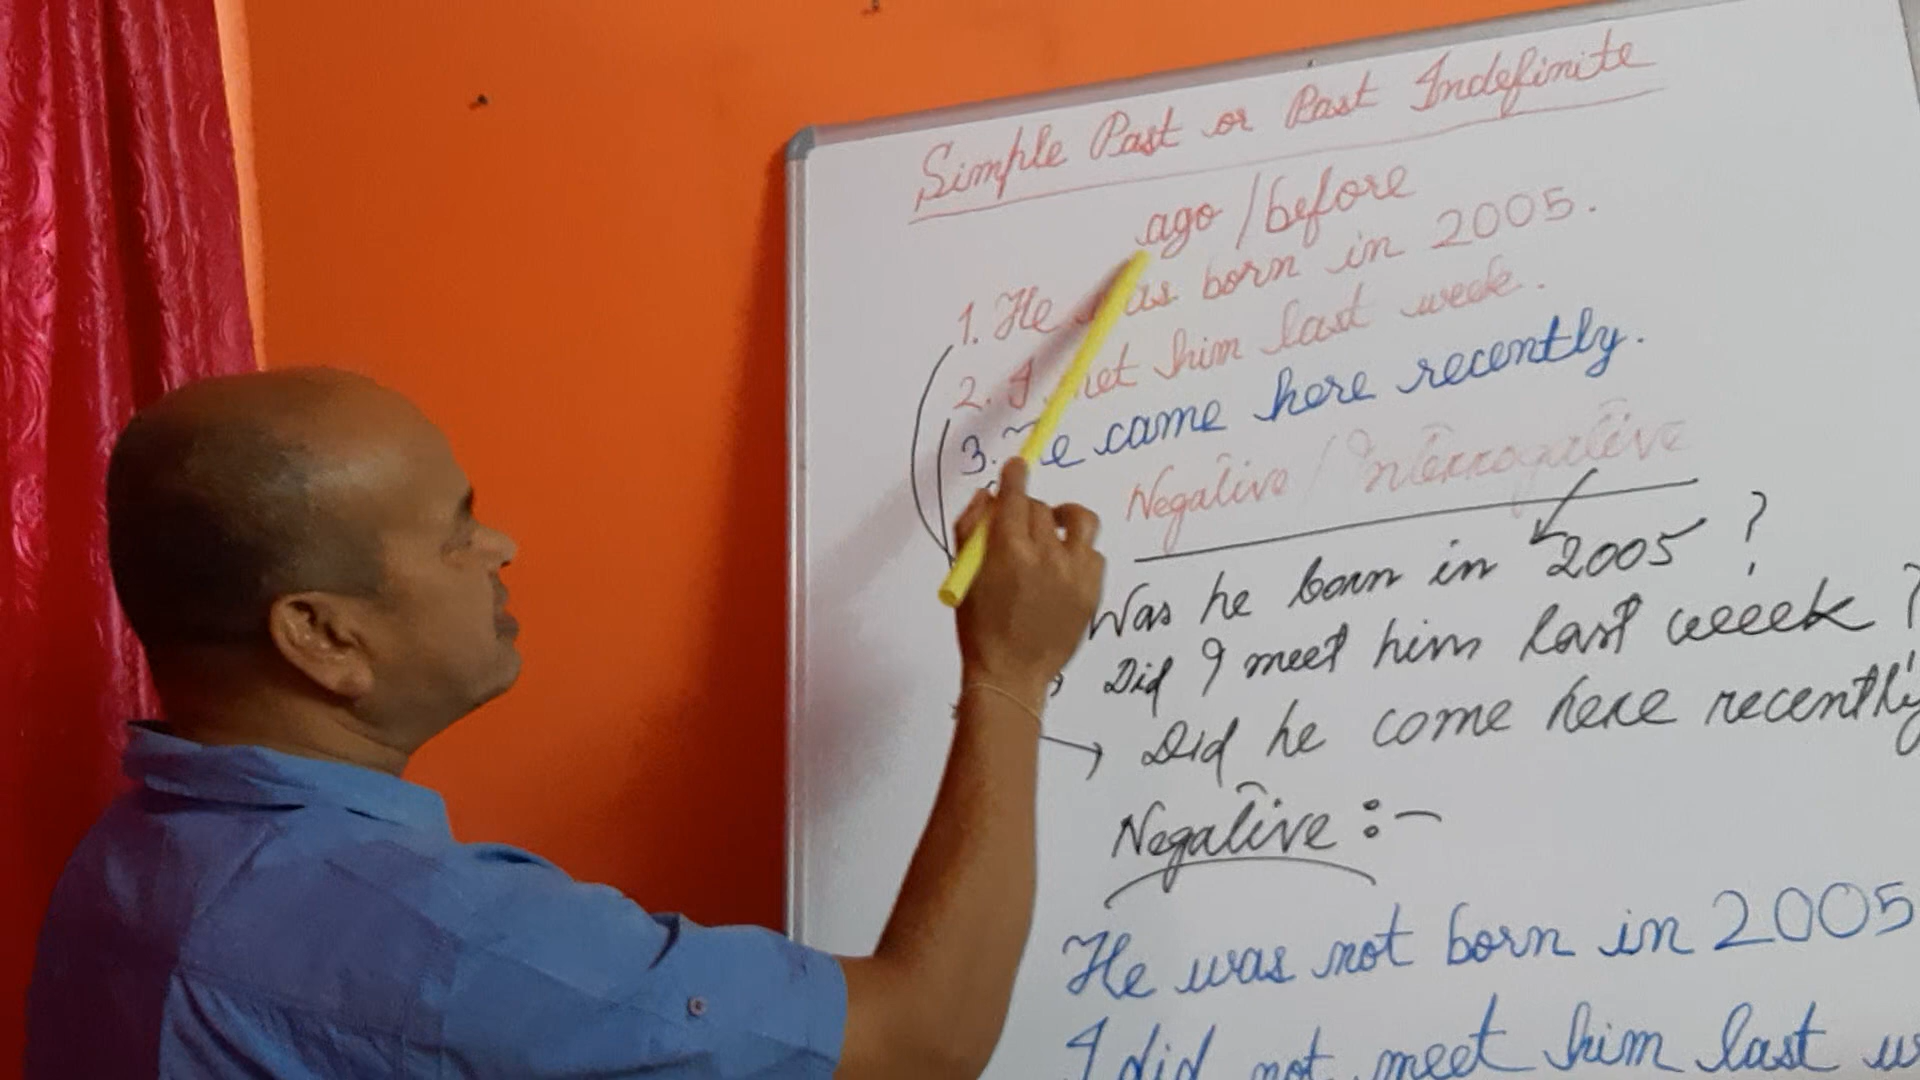 Simple Past or Past Indefinite
ago / before
1. He was born in 2005.
2. I met him last week.
3. He came here recently.
Negative / Interrogative
Was he born in 2005 ?
Did I meet him last weeek ?
Did he come here recently
Negative :-
He was not born in 2005
I did not meet him last